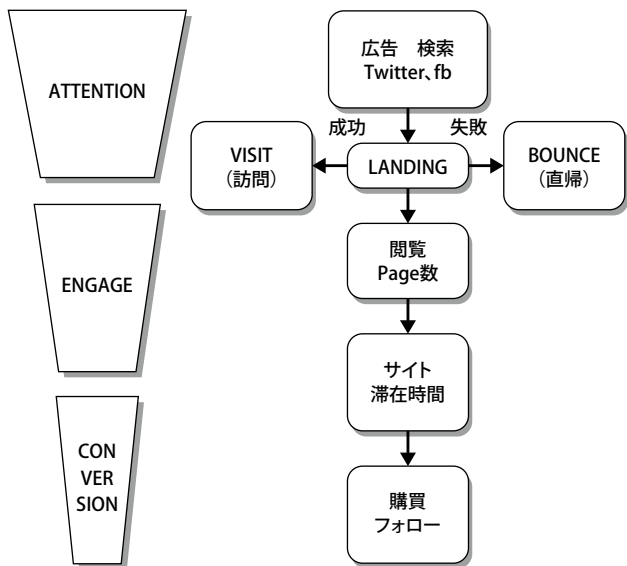 ATTENTION
広告　検索
Twitter、fb
成功
失敗
VISIT
（訪問）
LANDING
BOUNCE
（直帰）
ENGAGE
閲覧
Page数
サイト
滞在時間
CON
VER
SION
購買
フォロー